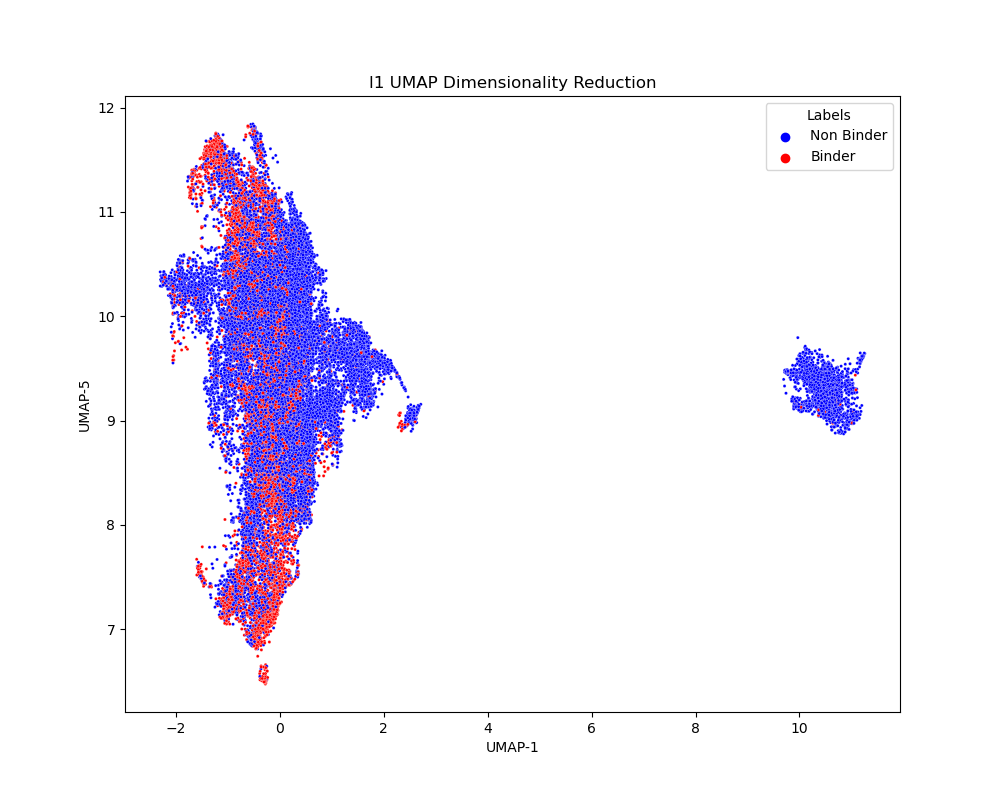 I1 UMAP Dimensionality Reduction
Labels
Non Binder
Binder
12
11
10
9
8
7
UMAP-5
−2
0
2
4
6
8
10
UMAP-1